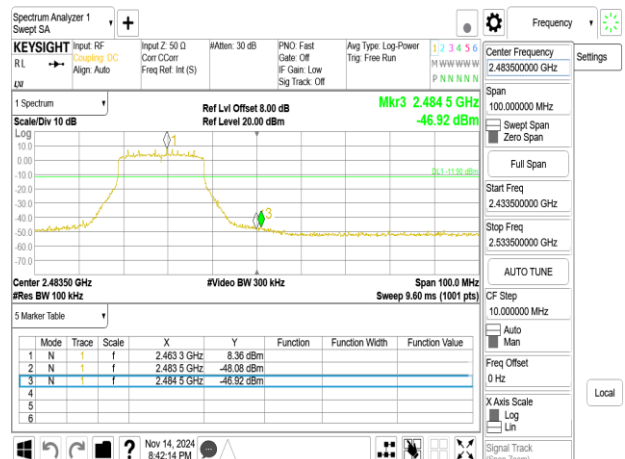 Spectrum Analyzer 1
Swept SA
Frequency
KEYSIGHT
RL
Input: RF
Coupling: DC
Align: Auto
Input Z: 50 Ω
Corr CCorr
Freq Ref: Int (S)
#Atten: 30 dB
PNO: Fast
Gate: Off
IF Gain: Low
Sig Track: Off
Avg Type: Log-Power
Trig: Free Run
1 2 3 4 5 6
M W W W W W
P N N N N N
LXI
Center Frequency
2.483500000 GHz
Settings
Span
100.000000 MHz
Swept Span
Zero Span
Full Span
Start Freq
2.433500000 GHz
Stop Freq
2.533500000 GHz
AUTO TUNE
CF Step
10.000000 MHz
Auto
Man
Freq Offset
0 Hz
X Axis Scale
Log
Lin
Local
Signal Track
(Span Zoom)
1 Spectrum
Scale/Div 10 dB
Ref Lvl Offset 8.00 dB
Ref Level 20.00 dBm
Mkr3 2.484 5 GHz
-46.92 dBm
Log
10.0
0.00
-10.0
-20.0
-30.0
-40.0
-50.0
-60.0
-70.0
1
3
Center 2.48350 GHz
#Res BW 100 kHz
#Video BW 300 kHz
Span 100.0 MHz
Sweep 9.60 ms (1001 pts)
5 Marker Table
Mode Trace Scale X Y Function Function Width Function Value
1 N 1 f 2.463 3 GHz 8.36 dBm
2 N 1 f 2.483 5 GHz -48.08 dBm
3 N 1 f 2.484 5 GHz -46.92 dBm
4
5
6
Nov 14, 2024
8:42:14 PM